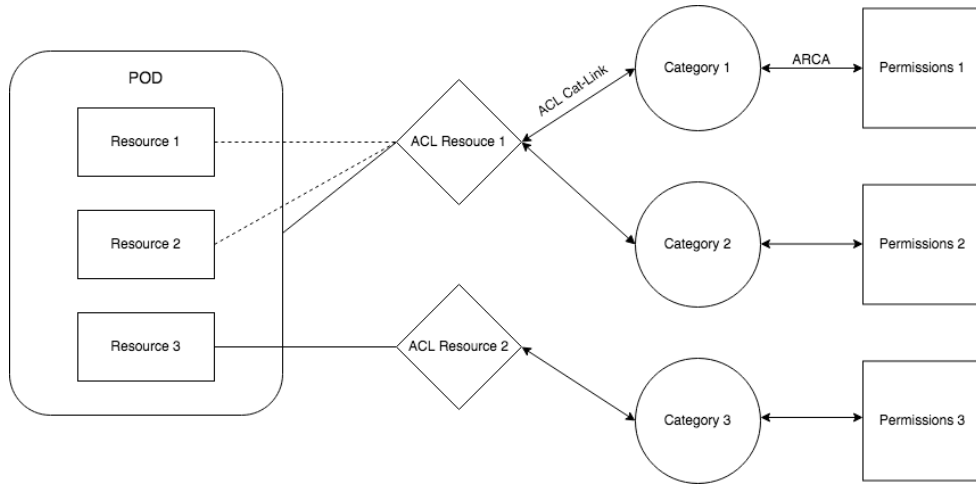 POD
Resource 1
Resource 2
Resource 3
ACL Resouce 1
ACL Resource 2
ACL Cat-Link
Category 1
Category 2
Category 3
ARCA
Permissions 1
Permissions 2
Permissions 3